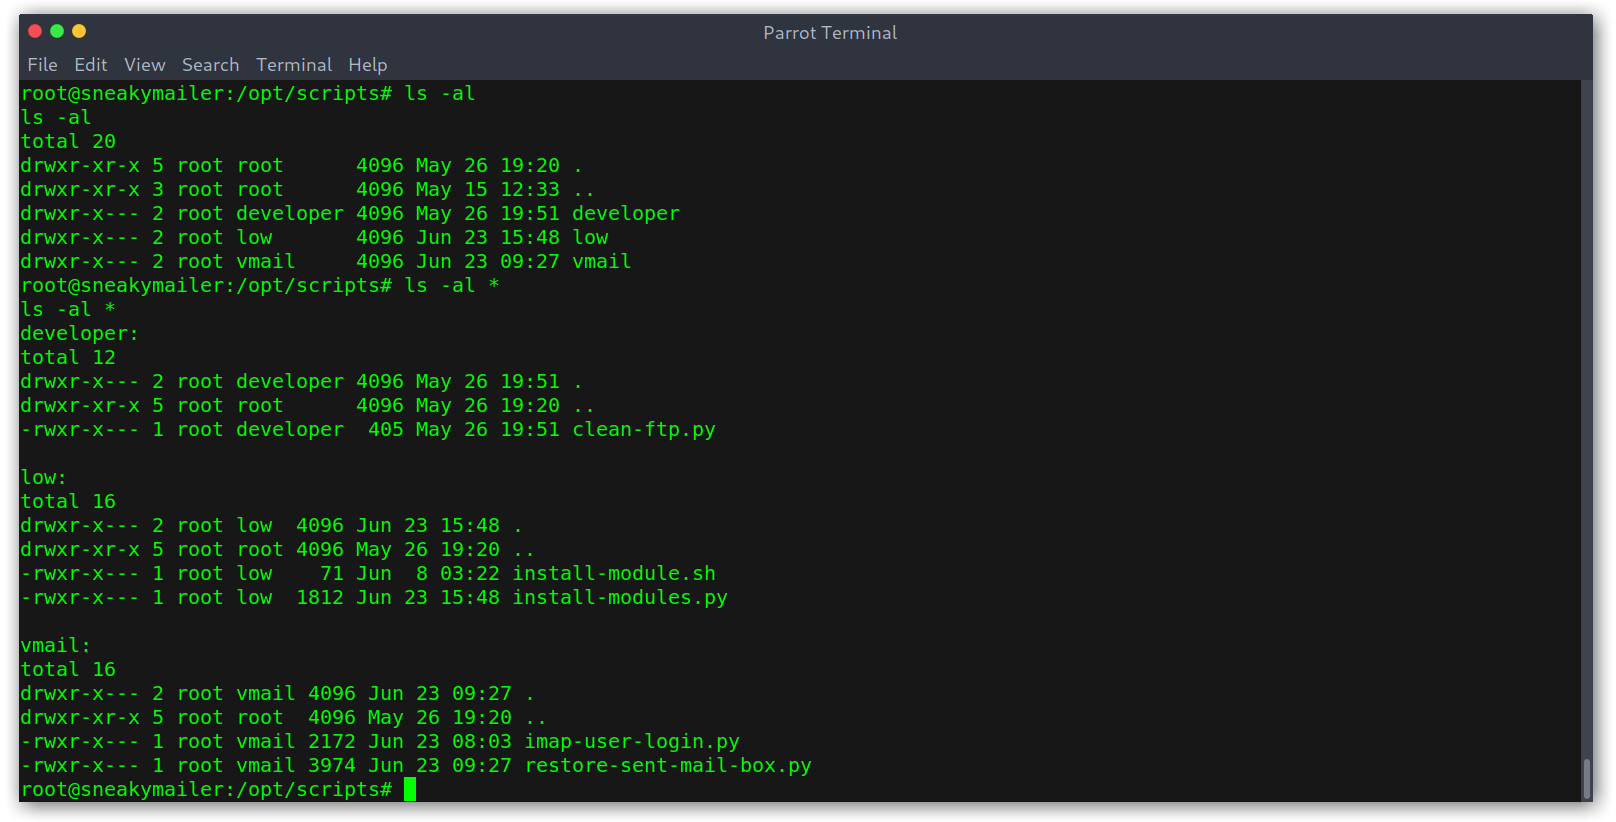 Parrot Terminal
File Edit View Search Terminal Help
root@sneakymailer:/opt/scripts# ls -al
ls -al
total 20
drwxr-xr-x 5 root root      4096 May 26 19:20 .
drwxr-xr-x 3 root root      4096 May 15 12:33 ..
drwxr-x--- 2 root developer 4096 May 26 19:51 developer
drwxr-x--- 2 root low       4096 Jun 23 15:48 low
drwxr-x--- 2 root vmail     4096 Jun 23 09:27 vmail
root@sneakymailer:/opt/scripts# ls -al *
ls -al *
developer:
total 12
drwxr-x--- 2 root developer 4096 May 26 19:51 .
drwxr-xr-x 5 root root      4096 May 26 19:20 ..
-rwxr-x--- 1 root developer  405 May 26 19:51 clean-ftp.py

low:
total 16
drwxr-x--- 2 root low  4096 Jun 23 15:48 .
drwxr-xr-x 5 root root 4096 May 26 19:20 ..
-rwxr-x--- 1 root low    71 Jun  8 03:22 install-module.sh
-rwxr-x--- 1 root low  1812 Jun 23 15:48 install-modules.py

vmail:
total 16
drwxr-x--- 2 root vmail 4096 Jun 23 09:27 .
drwxr-xr-x 5 root root  4096 May 26 19:20 ..
-rwxr-x--- 1 root vmail 2172 Jun 23 08:03 imap-user-login.py
-rwxr-x--- 1 root vmail 3974 Jun 23 09:27 restore-sent-mail-box.py
root@sneakymailer:/opt/scripts#